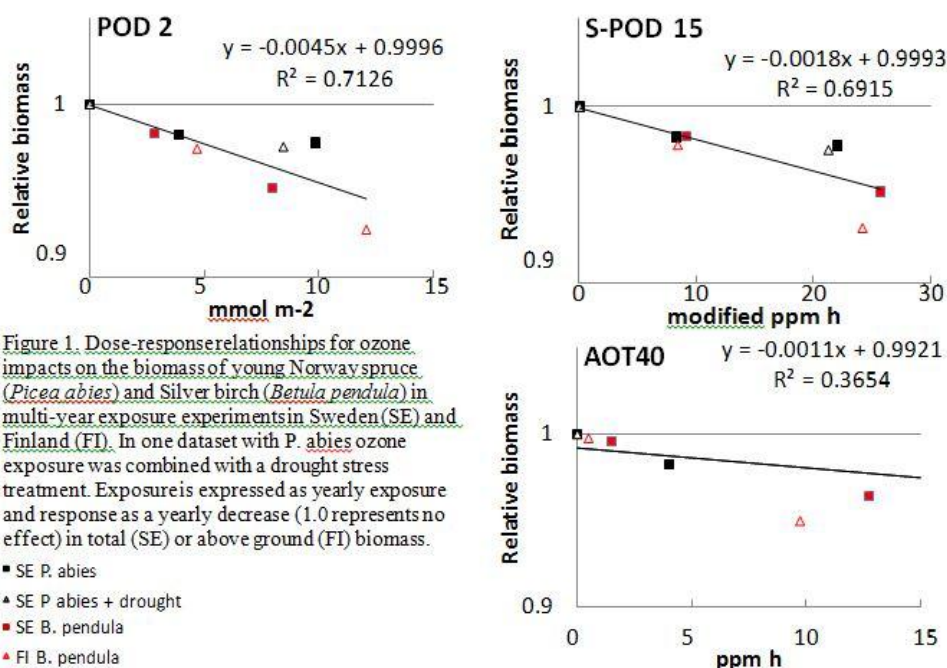 POD 2
y = -0.0045x + 0.9996
R² = 0.7126
Relative biomass
1
0.9
0 5 10 15
mmol m-2
S-POD 15
y = -0.0018x + 0.9993
R² = 0.6915
Relative biomass
1
0.9
0 10 20 30
modified ppm h
Figure 1. Dose-response relationships for ozone
impacts on the biomass of young Norway spruce
(Picea abies) and Silver birch (Betula pendula) in
multi-year exposure experiments in Sweden (SE) and
Finland (FI). In one dataset with P. abies ozone
exposure was combined with a drought stress
treatment. Exposure is expressed as yearly exposure
and response as a yearly decrease (1.0 represents no
effect) in total (SE) or above ground (FI) biomass.
SE P. abies
SE P abies + drought
SE B. pendula
FI B. pendula
AOT40
y = -0.0011x + 0.9921
R² = 0.3654
Relative biomass
1
0.9
0 5 10 15
ppm h